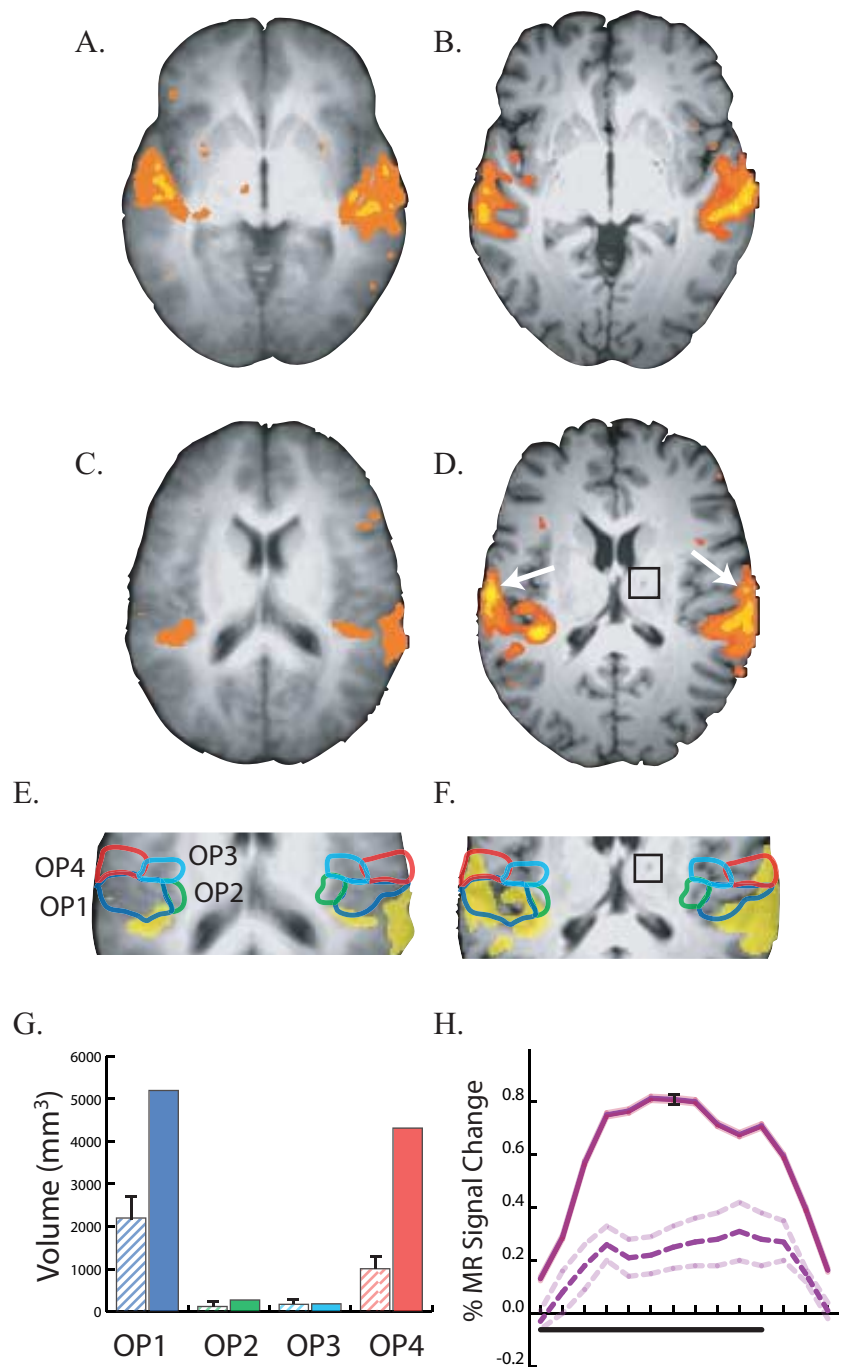 A.
B.
C.
D.
E.
F.
OP4
OP3
OP1
OP2
G.
H.
Volume (mm³)
6000
5000
4000
3000
2000
1000
0
OP1
OP2
OP3
OP4
% MR Signal Change
0.8
0.6
0.4
0.2
0.0
-0.2